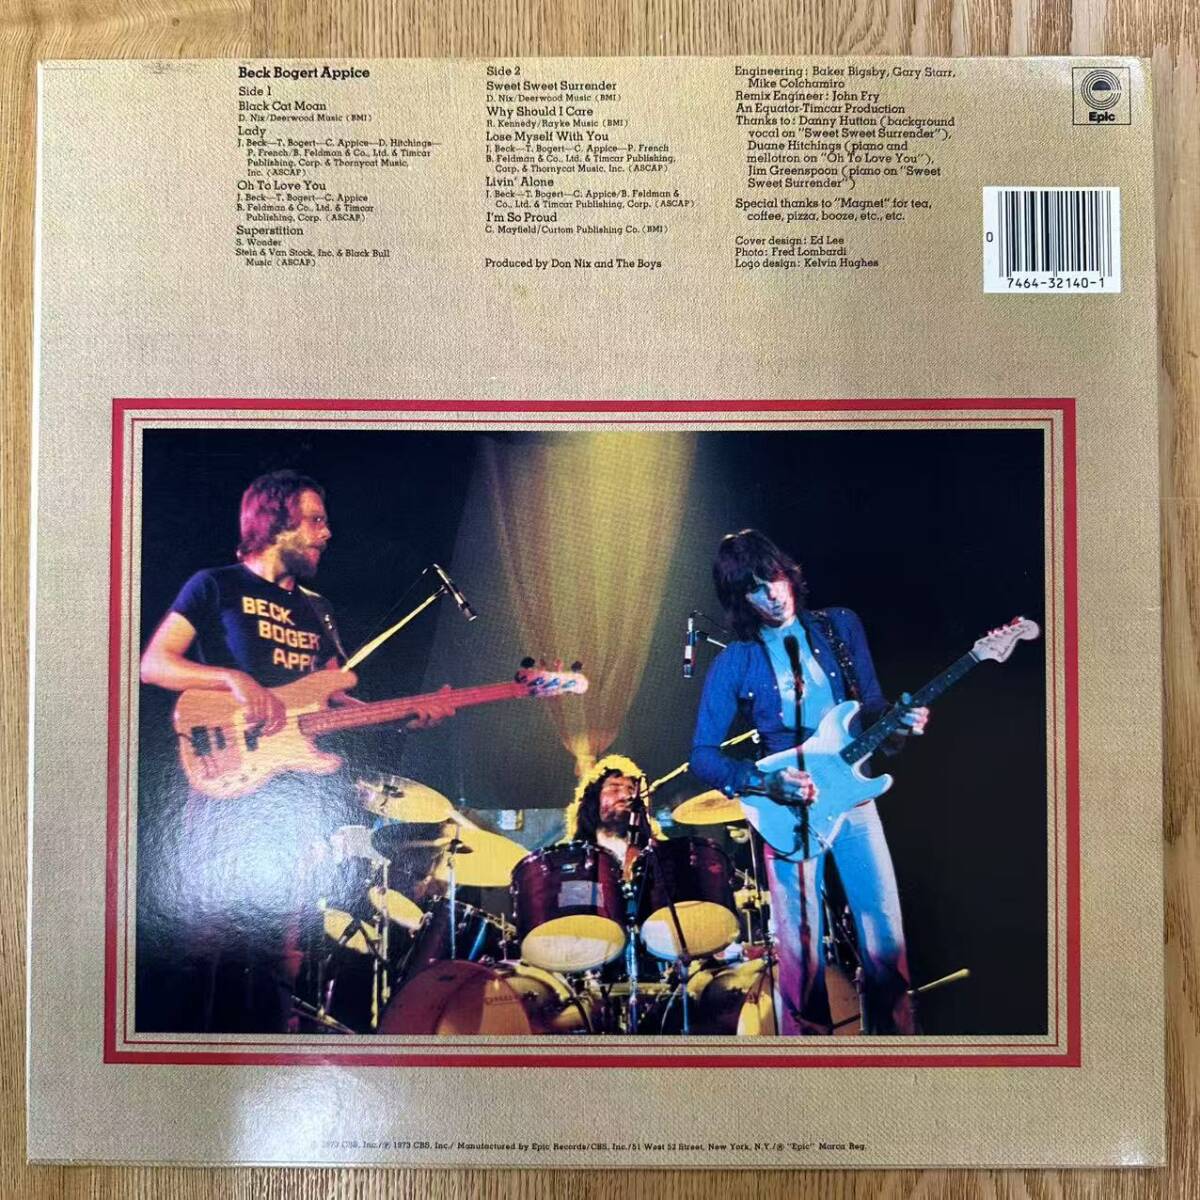 Beck Bogert Appice
Side 1
Black Cat Moan
D. Nix/Deerwood Music (BMI)
Lady
J. Beck—T. Bogert—C. Appice—D. Hitchings—
P. French/B. Feldman & Co., Ltd. & Timcar
Publishing, Corp. & Thornycat Music,
Inc. (ASCAP)
Oh To Love You
J. Beck—T. Bogert—C. Appice
B. Feldman & Co., Ltd. & Timcar
Publishing, Corp. (ASCAP)
Superstition
S. Wonder
Stein & Van Stock, Inc. & Black Bull
Music (ASCAP)
Side 2
Sweet Sweet Surrender
D. Nix/Deerwood Music (BMI)
Why Should I Care
R. Kennedy/Rayke Music (BMI)
Lose Myself With You
J. Beck—T. Bogert—C. Appice—P. French
B. Feldman & Co., Ltd. & Timcar Publishing,
Corp. & Thornycat Music, Inc. (ASCAP)
Livin' Alone
J. Beck—T. Bogert—C. Appice/B. Feldman &
Co., Ltd. & Timcar Publishing, Corp. (ASCAP)
I'm So Proud
C. Mayfield/Curtom Publishing Co. (BMI)
Produced by Don Nix and The Boys
Engineering: Baker Bigsby, Gary Starr,
Mike Colchamiro
Remix Engineer: John Fry
An Equator-Timcar Production
Thanks to: Danny Hutton (background
vocal on "Sweet Sweet Surrender"),
Duane Hitchings (piano and
mellotron on "Oh To Love You"),
Jim Greenspoon (piano on "Sweet
Sweet Surrender")
Special thanks to "Magnet" for tea,
coffee, pizza, booze, etc., etc.
Cover design: Ed Lee
Photo: Fred Lombardi
Logo design: Kelvin Hughes
Epic
0
7464-32140-1
BECK
BOGER
APPI
© 1973 CBS, Inc./℗ 1973 CBS, Inc./ Manufactured by Epic Records/CBS, Inc./51 West 52 Street, New York, N.Y./® "Epic" Marca Reg.